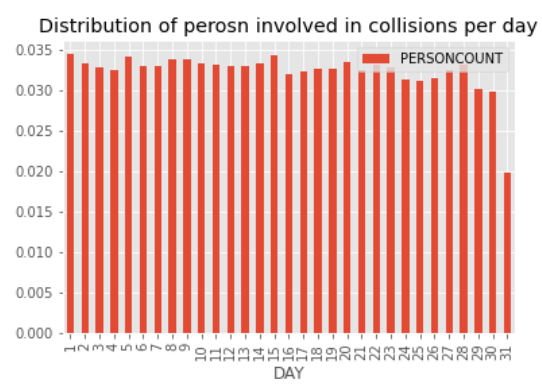 Distribution of perosn involved in collisions per day
PERSONCOUNT
0.035
0.030
0.025
0.020
0.015
0.010
0.005
0.000
1 2 3 4 5 6 7 8 9 10 11 12 13 14 15 16 17 18 19 20 21 22 23 24 25 26 27 28 29 30 31
DAY